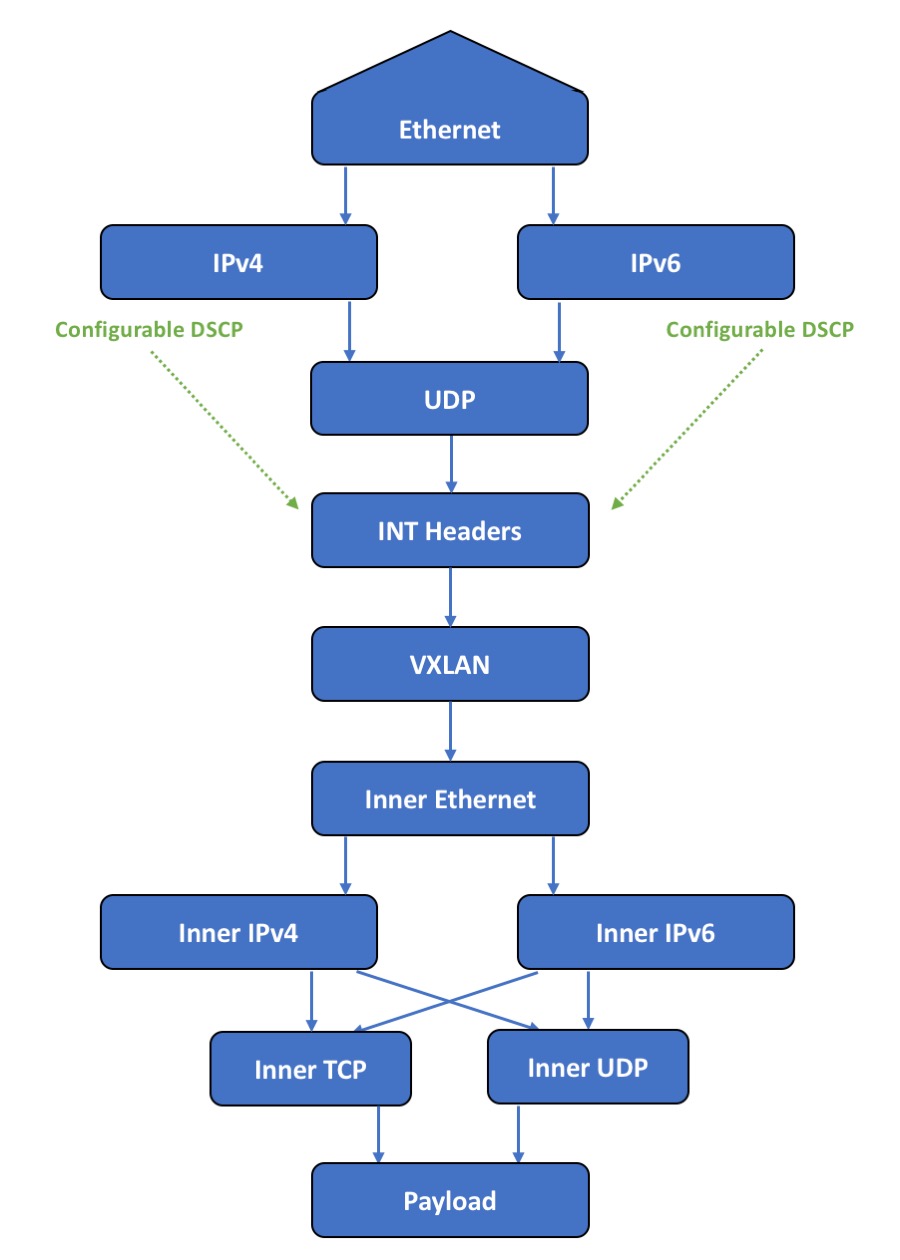 Ethernet
IPv4
IPv6
Configurable DSCP
Configurable DSCP
UDP
INT Headers
VXLAN
Inner Ethernet
Inner IPv4
Inner IPv6
Inner TCP
Inner UDP
Payload